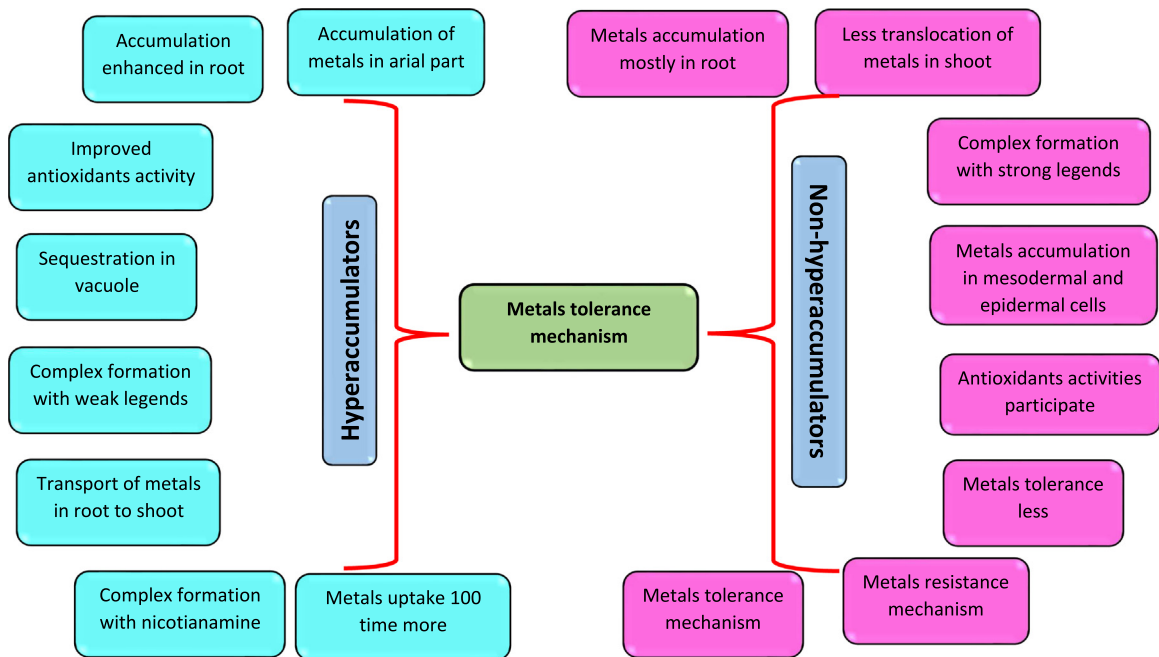 Accumulation
enhanced in root
Accumulation of
metals in arial part
Improved
antioxidants activity
Sequestration in
vacuole
Complex formation
with weak legends
Transport of metals
in root to shoot
Complex formation
with nicotianamine
Metals uptake 100
time more
Hyperaccumulators
Metals tolerance
mechanism
Non-hyperaccumulators
Metals accumulation
mostly in root
Less translocation of
metals in shoot
Complex formation
with strong legends
Metals accumulation
in mesodermal and
epidermal cells
Antioxidants activities
participate
Metals tolerance
less
Metals resistance
mechanism
Metals tolerance
mechanism